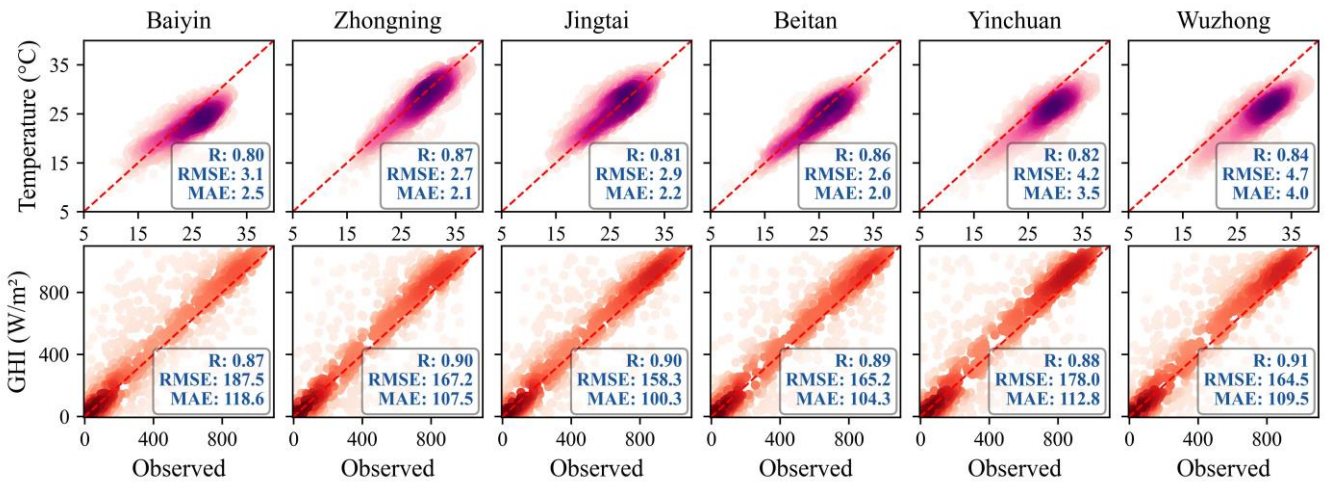 Baiyin Zhongning Jingtai Beitan Yinchuan Wuzhong
Temperature (°C)
35
25
15
5
R: 0.80
RMSE: 3.1
MAE: 2.5
R: 0.87
RMSE: 2.7
MAE: 2.1
R: 0.81
RMSE: 2.9
MAE: 2.2
R: 0.86
RMSE: 2.6
MAE: 2.0
R: 0.82
RMSE: 4.2
MAE: 3.5
R: 0.84
RMSE: 4.7
MAE: 4.0
5 15 25 35 5 15 25 35 5 15 25 35 5 15 25 35 5 15 25 35 5 15 25 35
GHI (W/m²)
800
400
0
R: 0.87
RMSE: 187.5
MAE: 118.6
R: 0.90
RMSE: 167.2
MAE: 107.5
R: 0.90
RMSE: 158.3
MAE: 100.3
R: 0.89
RMSE: 165.2
MAE: 104.3
R: 0.88
RMSE: 178.0
MAE: 112.8
R: 0.91
RMSE: 164.5
MAE: 109.5
0 400 800 0 400 800 0 400 800 0 400 800 0 400 800 0 400 800
Observed Observed Observed Observed Observed Observed